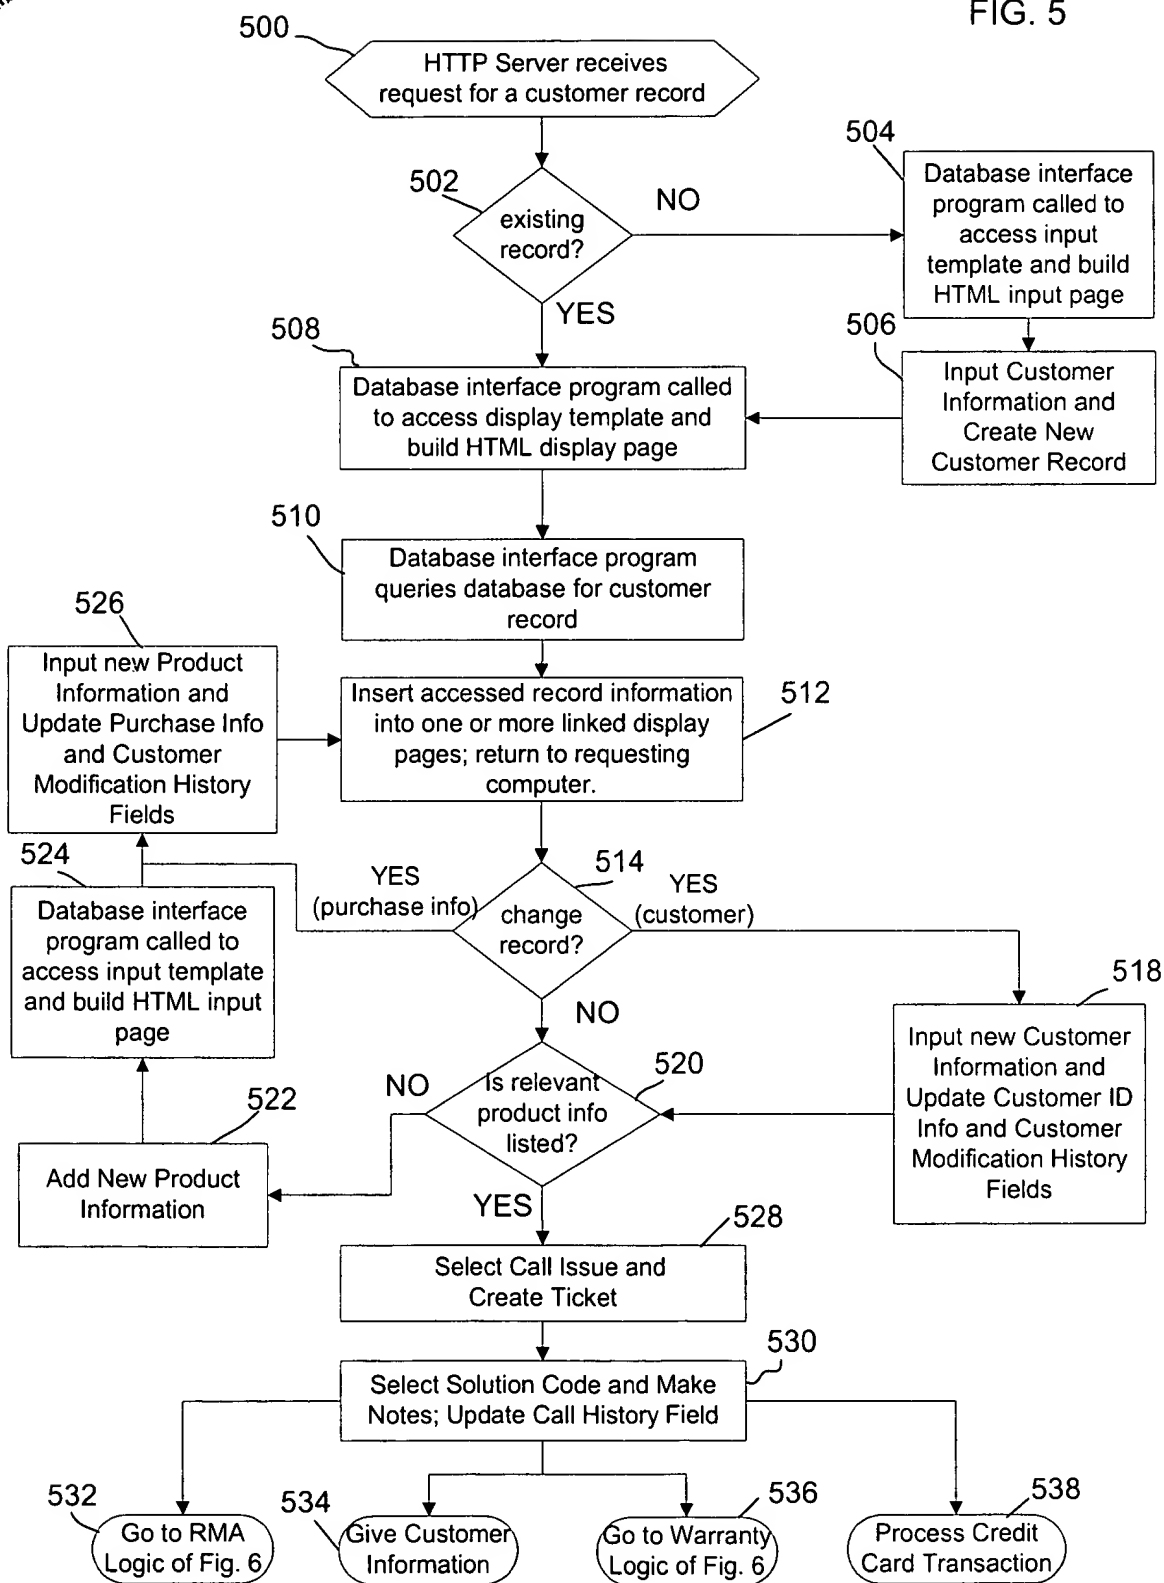 FIG. 5
500
HTTP Server receives
request for a customer record
502
existing
record?
NO
YES
504
Database interface
program called to
access input
template and build
HTML input page
506
Input Customer
Information and
Create New
Customer Record
508
Database interface program called
to access display template and
build HTML display page
510
Database interface program
queries database for customer
record
526
Input new Product
Information and
Update Purchase Info
and Customer
Modification History
Fields
512
Insert accessed record information
into one or more linked display
pages; return to requesting
computer.
514
change
record?
YES
(purchase info)
YES
(customer)
NO
524
Database interface
program called to
access input template
and build HTML input
page
518
Input new Customer
Information and
Update Customer ID
Info and Customer
Modification History
Fields
520
Is relevant
product info
listed?
NO
YES
522
Add New Product
Information
528
Select Call Issue and
Create Ticket
530
Select Solution Code and Make
Notes; Update Call History Field
532
Go to RMA
Logic of Fig. 6
534
Give Customer
Information
536
Go to Warranty
Logic of Fig. 6
538
Process Credit
Card Transaction